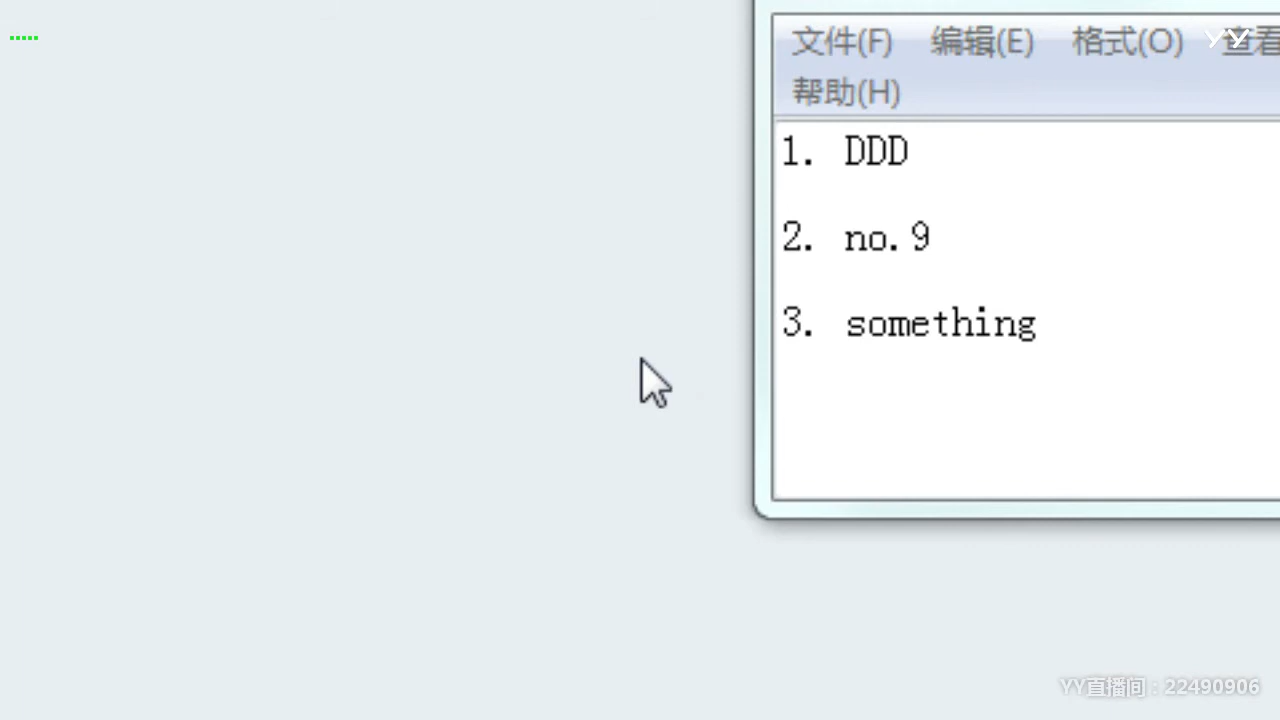 文件(F) 编辑(E) 格式(O) 查看
YY
帮助(H)
1. DDD
2. no.9
3. something
YY直播间：22490906